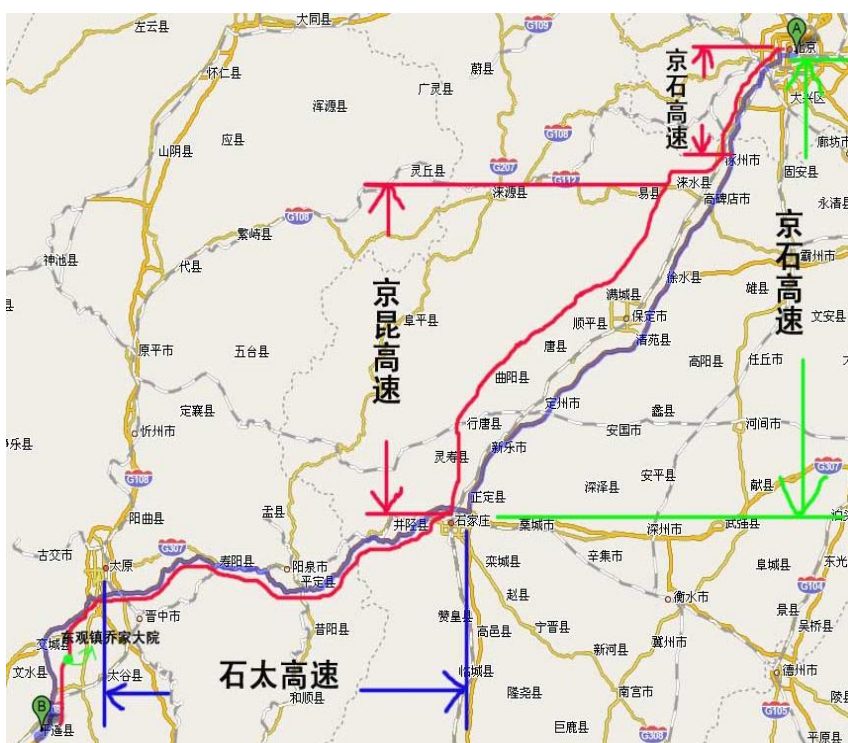 左云县
大同县
G109
A
北京
怀仁县
蔚县
广灵县
京石高速
大兴区
浑源县
应县
山阴县
G108
廊坊市
灵丘县
G207
涞源县
G112
易县
涞水县
涿州市
固安县
高碑店市
永清县
G108
繁峙县
代县
神池县
京石高速
霸州市
徐水县
京昆高速
满城县
保定市
雄县
文安县
阜平县
顺平县
清苑县
原平市
五台县
唐县
高阳县
任丘市
曲阳县
定襄县
定州市
蠡县
忻州市
行唐县
安国市
河间市
静乐县
灵寿县
新乐市
G108
深泽县
安平县
献县
G307
阳曲县
盂县
井陉县
正定县
石家庄
藁城市
深州市
武强县
古交市
太原
G307
寿阳县
阳泉市
平定县
栾城县
辛集市
阜城县
东光
G104
晋中市
赵县
衡水市
景县
吴桥县
文城县
东观镇乔家大院
昔阳县
赞皇县
高邑县
宁晋县
冀州市
新河县
文水县
太谷县
石太高速
临城县
德州市
和顺县
隆尧县
南宫市
陵县
B
平遥县
G105
巨鹿县
G308
平原县